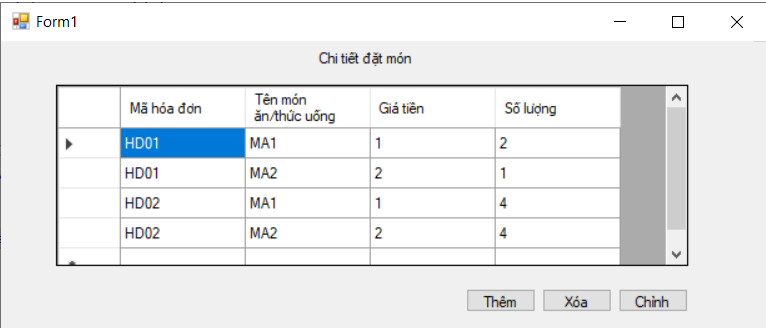 Form1
Chi tiết đặt món
Mã hóa đơn Tên món ăn/thức uống Giá tiền Số lượng
HD01 MA1 1 2
HD01 MA2 2 1
HD02 MA1 1 4
HD02 MA2 2 4
Thêm Xóa Chỉnh